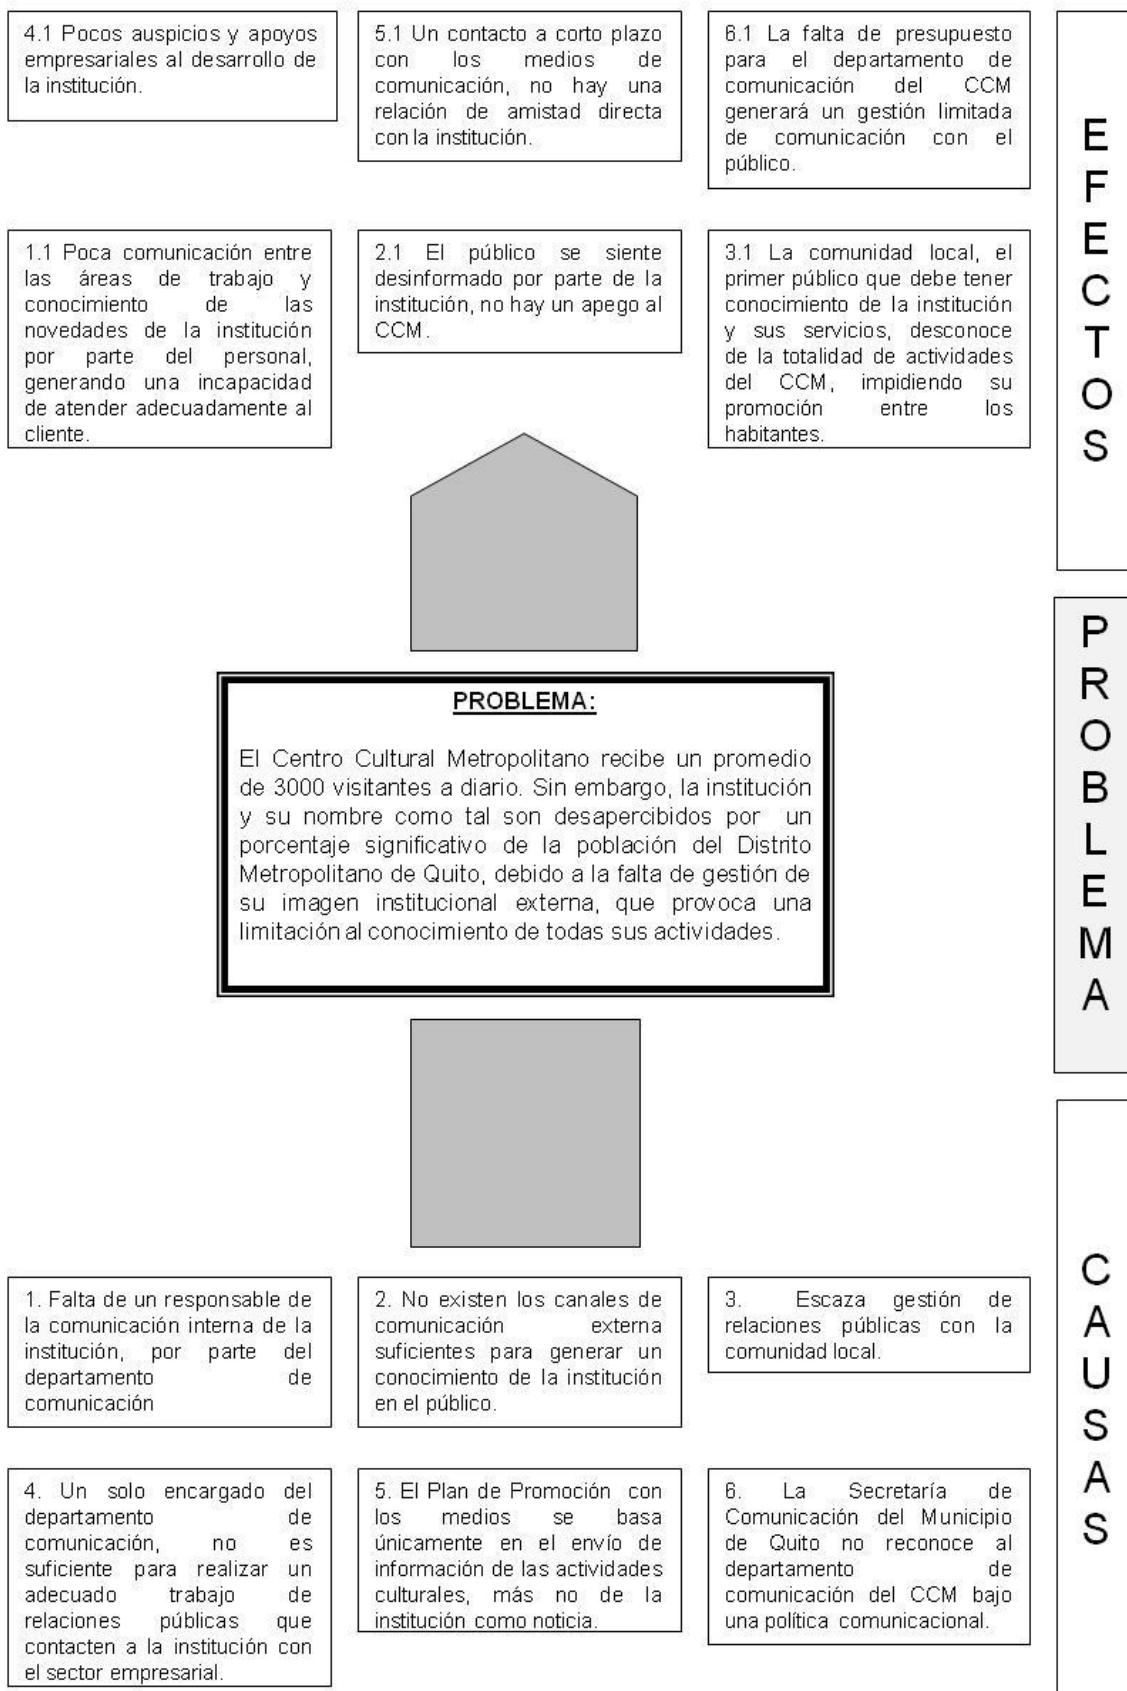 4.1 Pocos auspicios y apoyos
empresariales al desarrollo de
la institución.
5.1 Un contacto a corto plazo
con los medios de
comunicación, no hay una
relación de amistad directa
con la institución.
6.1 La falta de presupuesto
para el departamento de
comunicación del CCM
generará un gestión limitada
de comunicación con el
público.
1.1 Poca comunicación entre
las áreas de trabajo y
conocimiento de las
novedades de la institución
por parte del personal,
generando una incapacidad
de atender adecuadamente al
cliente.
2.1 El público se siente
desinformado por parte de la
institución, no hay un apego al
CCM.
3.1 La comunidad local, el
primer público que debe tener
conocimiento de la institución
y sus servicios, desconoce
de la totalidad de actividades
del CCM, impidiendo su
promoción entre los
habitantes.
EFECTOS
PROBLEMA:
El Centro Cultural Metropolitano recibe un promedio
de 3000 visitantes a diario. Sin embargo, la institución
y su nombre como tal son desapercibidos por un
porcentaje significativo de la población del Distrito
Metropolitano de Quito, debido a la falta de gestión de
su imagen institucional externa, que provoca una
limitación al conocimiento de todas sus actividades.
PROBLEMA
1. Falta de un responsable de
la comunicación interna de la
institución, por parte del
departamento de
comunicación
2. No existen los canales de
comunicación externa
suficientes para generar un
conocimiento de la institución
en el público.
3. Escaza gestión de
relaciones públicas con la
comunidad local.
4. Un solo encargado del
departamento de
comunicación, no es
suficiente para realizar un
adecuado trabajo de
relaciones públicas que
contacten a la institución con
el sector empresarial.
5. El Plan de Promoción con
los medios se basa
únicamente en el envío de
información de las actividades
culturales, más no de la
institución como noticia.
6. La Secretaría de
Comunicación del Municipio
de Quito no reconoce al
departamento de
comunicación del CCM bajo
una política comunicacional.
CAUSAS